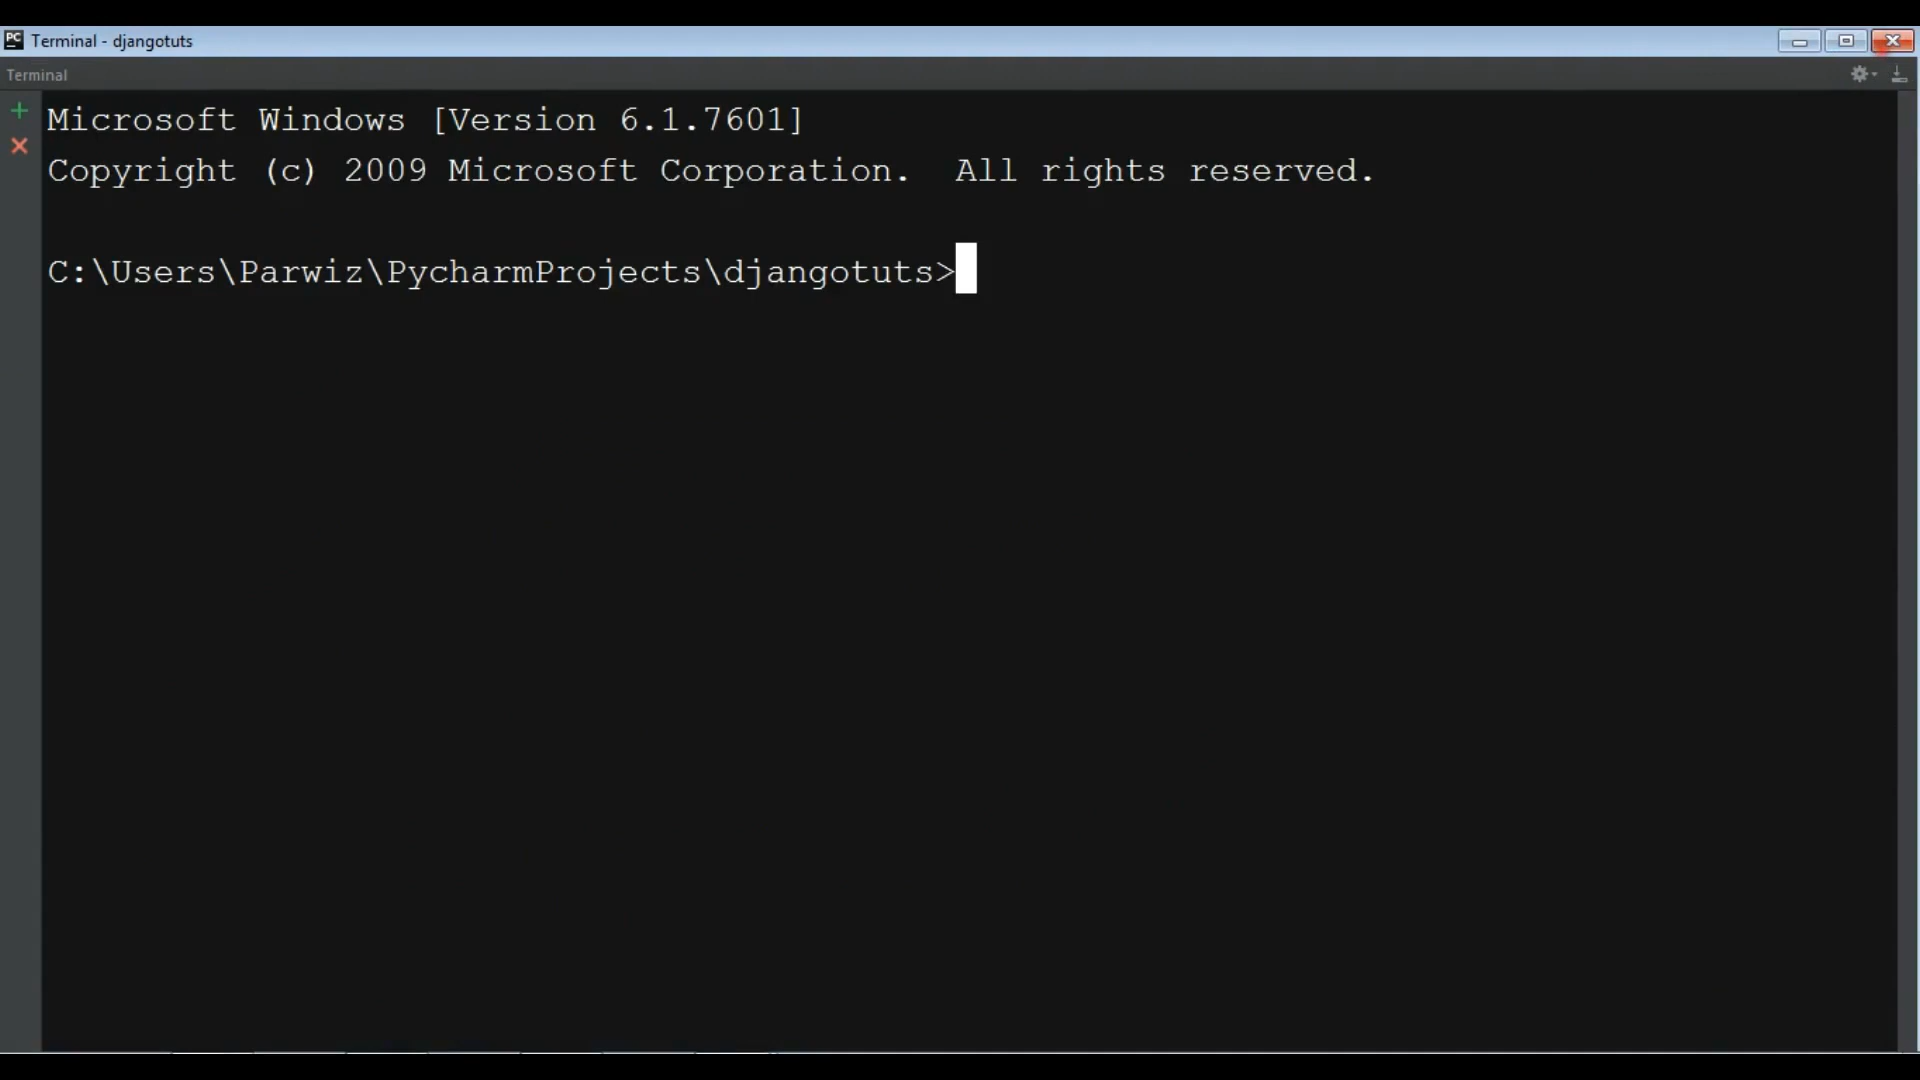 PC Terminal - djangotuts
Terminal
Microsoft Windows [Version 6.1.7601]
Copyright (c) 2009 Microsoft Corporation.  All rights reserved.
C:\Users\Parwiz\PycharmProjects\djangotuts>